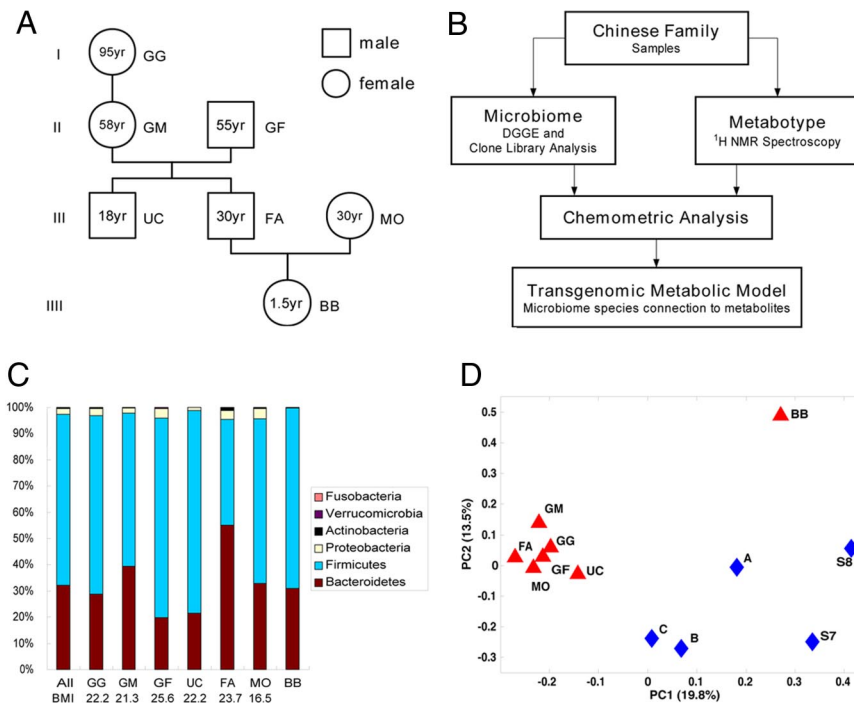 A
I
95yr
GG
male
female
II
58yr
GM
55yr
GF
III
18yr
UC
30yr
FA
30yr
MO
IIII
1.5yr
BB
B
Chinese Family
Samples
Microbiome
DGGE and
Clone Library Analysis
Metabotype
¹H NMR Spectroscopy
Chemometric Analysis
Transgenomic Metabolic Model
Microbiome species connection to metabolites
C
100%
90%
80%
70%
60%
50%
40%
30%
20%
10%
0%
All GG GM GF UC FA MO BB
BMI 22.2 21.3 25.6 22.2 23.7 16.5
Fusobacteria
Verrucomicrobia
Actinobacteria
Proteobacteria
Firmicutes
Bacteroidetes
D
PC2 (13.5%)
0.5
0.4
0.3
0.2
0.1
0
-0.1
-0.2
-0.3
BB
GM
FA
GG
GF
UC
MO
A
S8
C
B
S7
-0.2 -0.1 0 0.1 0.2 0.3 0.4
PC1 (19.8%)